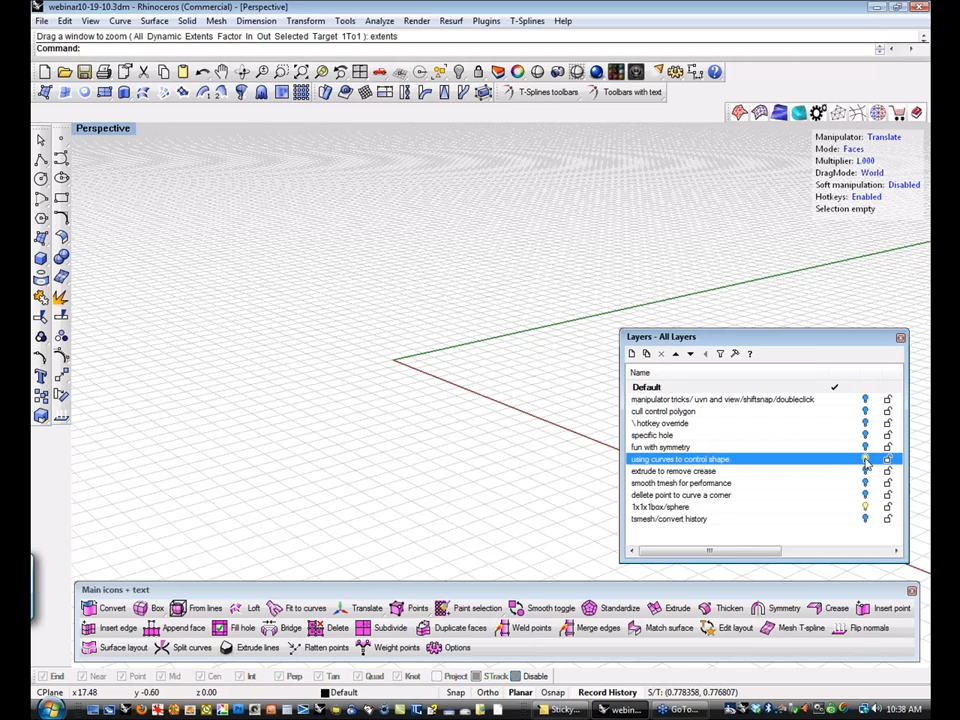 webinar10-19-10.3dm - Rhinoceros (Commercial) - [Perspective]
File Edit View Curve Surface Solid Mesh Dimension Transform Tools Analyze Render Resurf Plugins T-Splines Help
Drag a window to zoom ( All Dynamic Extents Factor In Out Selected Target 1To1 ): extents
Command:
T-Splines toolbars Toolbars with text
Perspective
Manipulator: Translate
Mode: Faces
Multiplier: 1.000
DragMode: World
Soft manipulation: Disabled
Hotkeys: Enabled
Selection empty
Layers - All Layers
Name
Default
manipulator tricks/ uvn and view/shiftsnap/doubleclick
cull control polygon
\hotkey override
specific hole
fun with symmetry
using curves to control shape
extrude to remove crease
smooth tmesh for performance
dellete point to curve a corner
1x1x1box/sphere
tsmesh/convert history
Main icons + text
Convert Box From lines Loft Fit to curves Translate Points Paint selection Smooth toggle Standardize Extrude Thicken Symmetry Crease Insert point
Insert edge Append face Fill hole Bridge Delete Subdivide Duplicate faces Weld points Merge edges Match surface Edit layout Mesh T-spline Flip normals
Surface layout Split curves Extrude lines Flatten points Weight points Options
End Near Point Mid Cen Int Perp Tan Quad Knot Project STrack Disable
CPlane x 17.48 y -0.60 z 0.00 Default Snap Ortho Planar Osnap Record History S/T: (0.778358, 0.776807)
Sticky... webin... GoTo... 10:38 AM